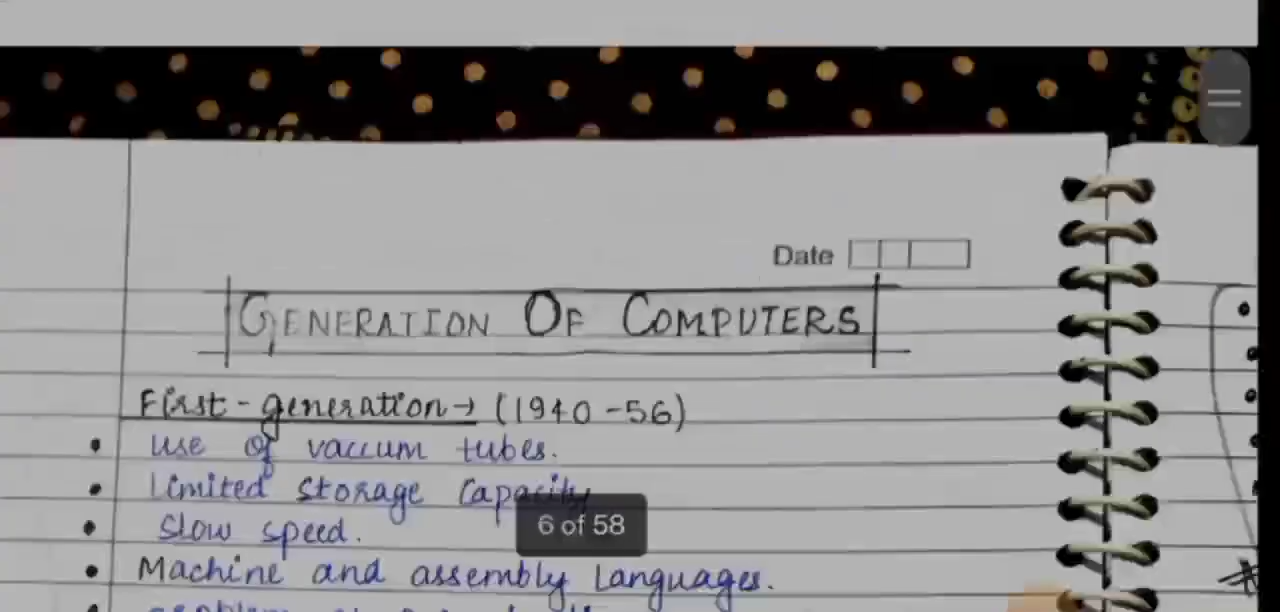 Date
GENERATION OF COMPUTERS
First-generation → (1940-56)
• use of vaccum tubes.
• Limited storage capacity
6 of 58
• Slow speed.
• Machine and assembly languages.
• problem